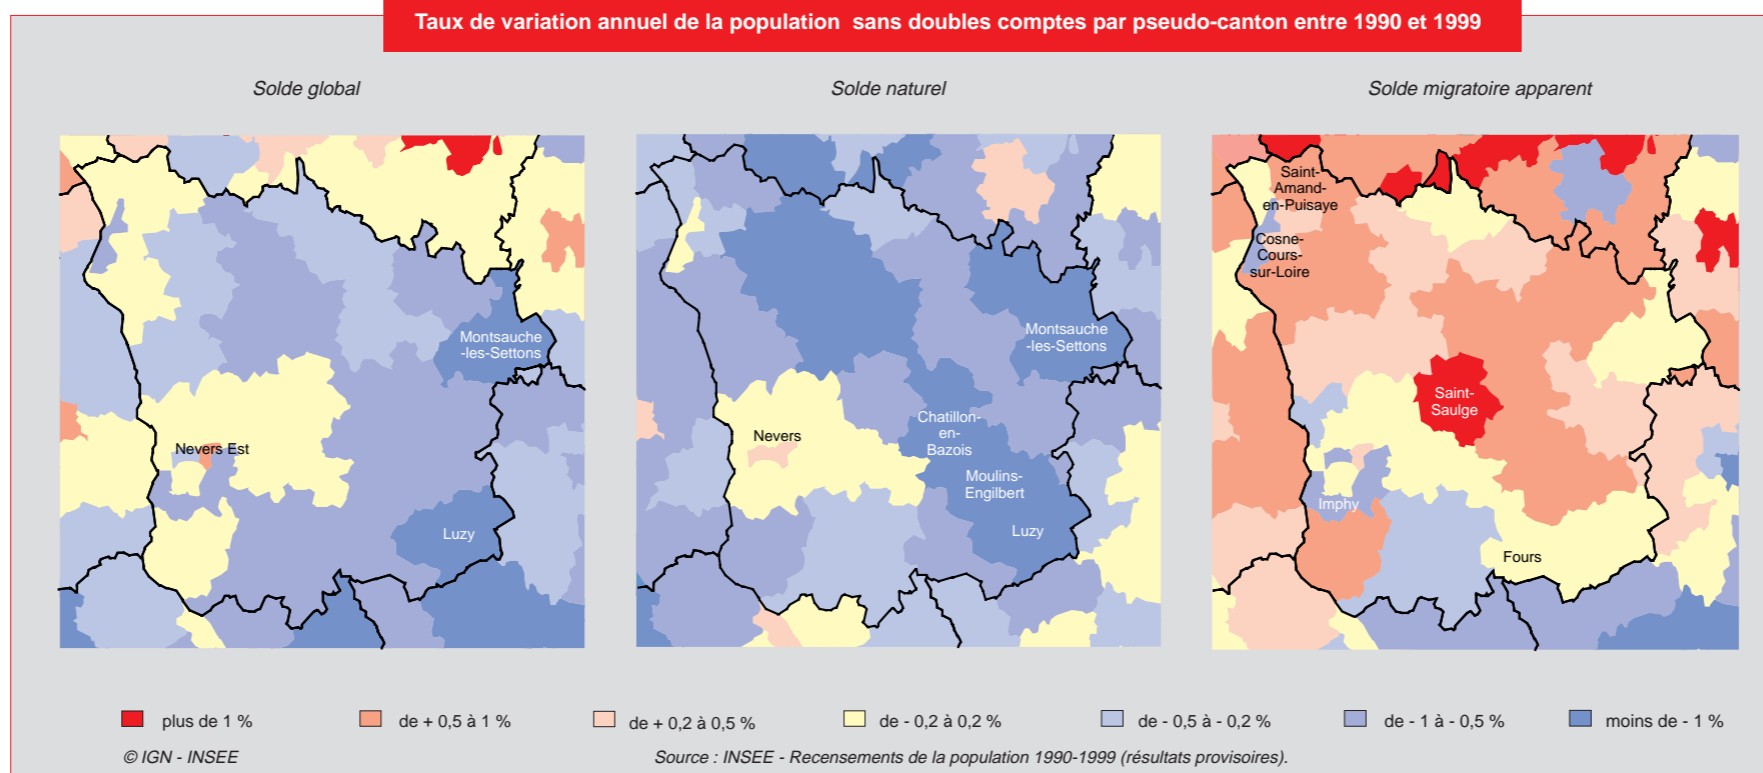 Taux de variation annuel de la population sans doubles comptes par pseudo-canton entre 1990 et 1999
Solde global
Solde naturel
Solde migratoire apparent
Montsauche
-les-Settons
Nevers Est
Luzy
Montsauche
-les-Settons
Chatillon-
en-
Bazois
Nevers
Moulins-
Engilbert
Luzy
Saint-
Amand-
en-Puisaye
Cosne-
Cours-
sur-Loire
Saint-
Saulge
Imphy
Fours
plus de 1 %
de + 0,5 à 1 %
de + 0,2 à 0,5 %
de - 0,2 à 0,2 %
de - 0,5 à - 0,2 %
de - 1 à - 0,5 %
moins de - 1 %
© IGN - INSEE
Source : INSEE - Recensements de la population 1990-1999 (résultats provisoires).